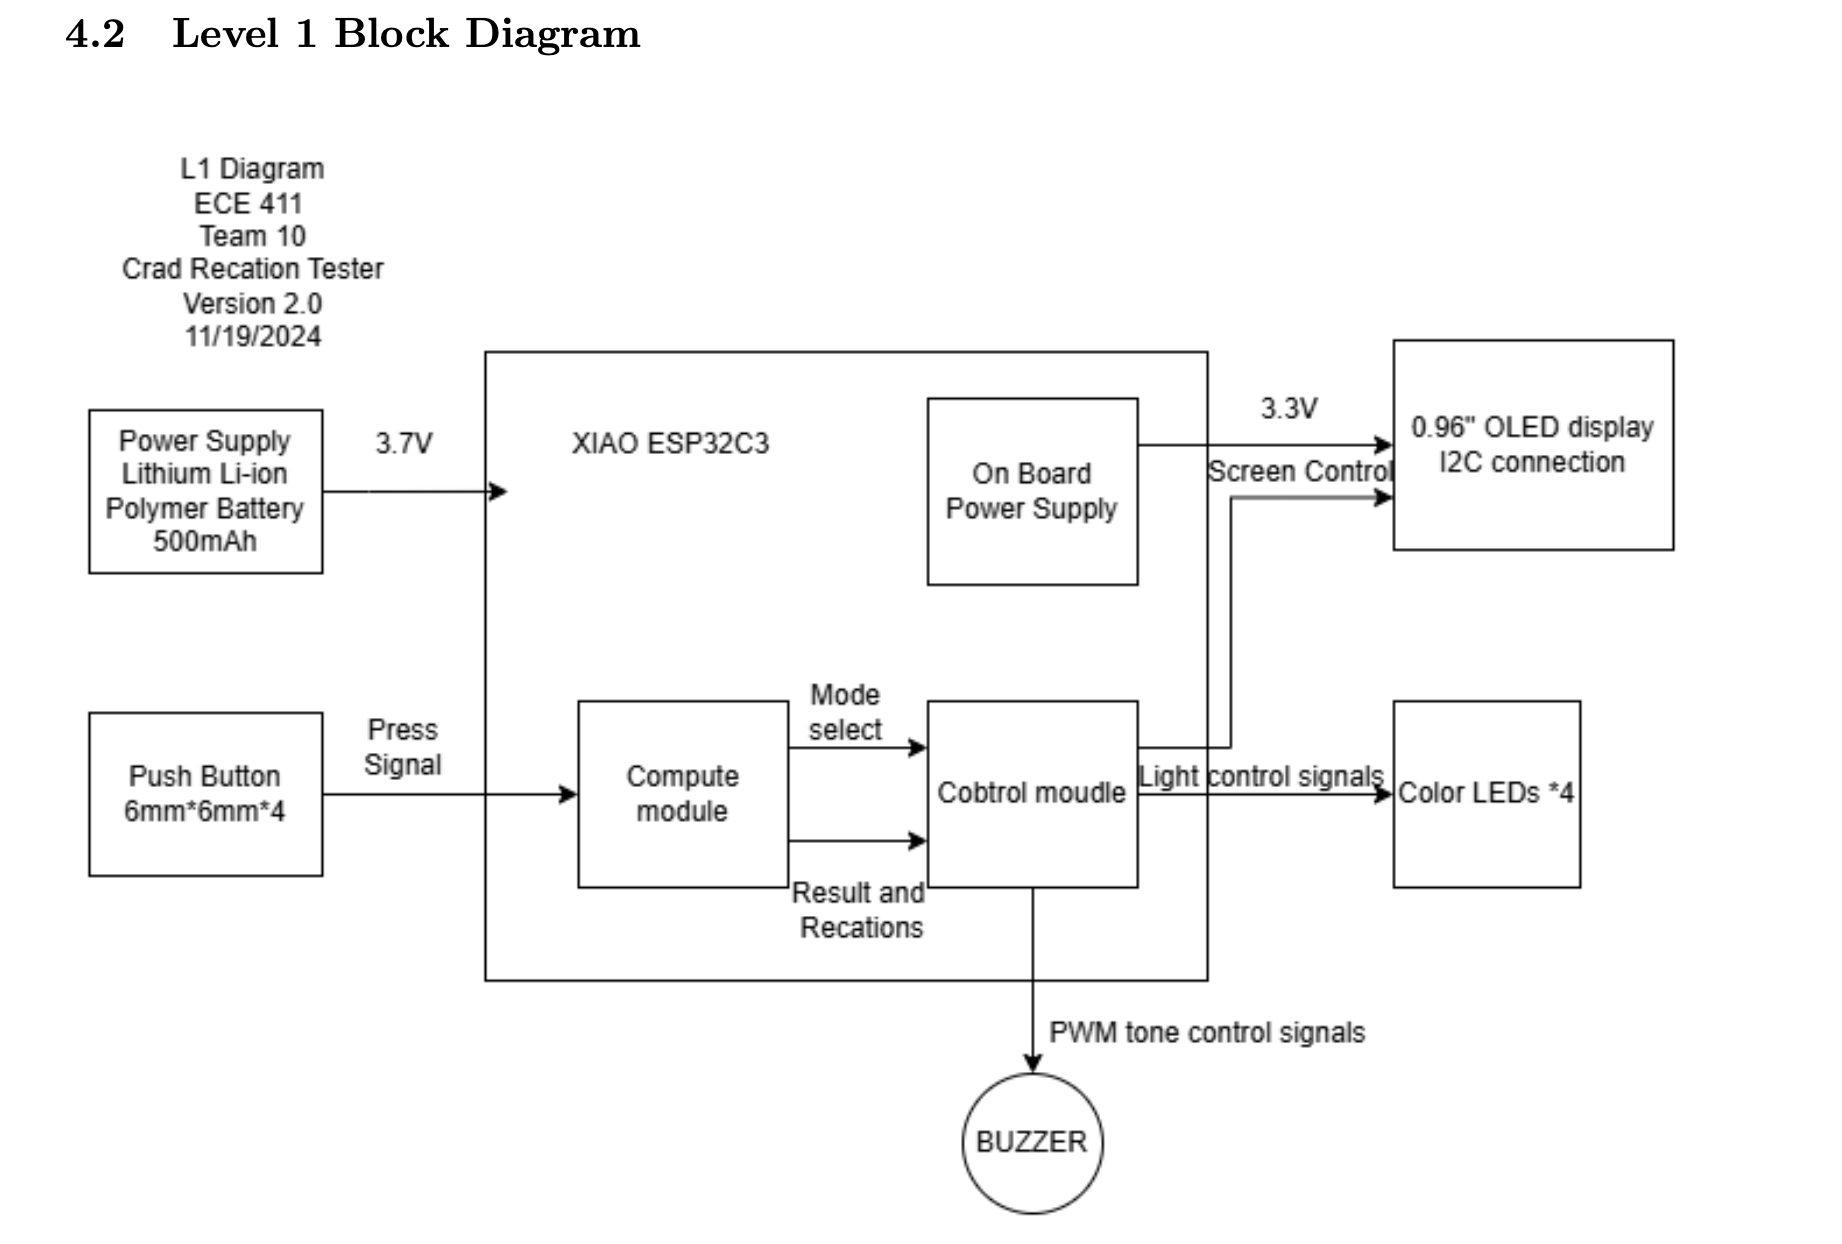 4.2 Level 1 Block Diagram
L1 Diagram
ECE 411
Team 10
Crad Recation Tester
Version 2.0
11/19/2024
Power Supply
Lithium Li-ion
Polymer Battery
500mAh
3.7V
XIAO ESP32C3
On Board
Power Supply
3.3V
Screen Control
0.96" OLED display
I2C connection
Push Button
6mm*6mm*4
Press
Signal
Compute
module
Mode
select
Result and
Recations
Cobtrol moudle
Light control signals
Color LEDs *4
PWM tone control signals
BUZZER